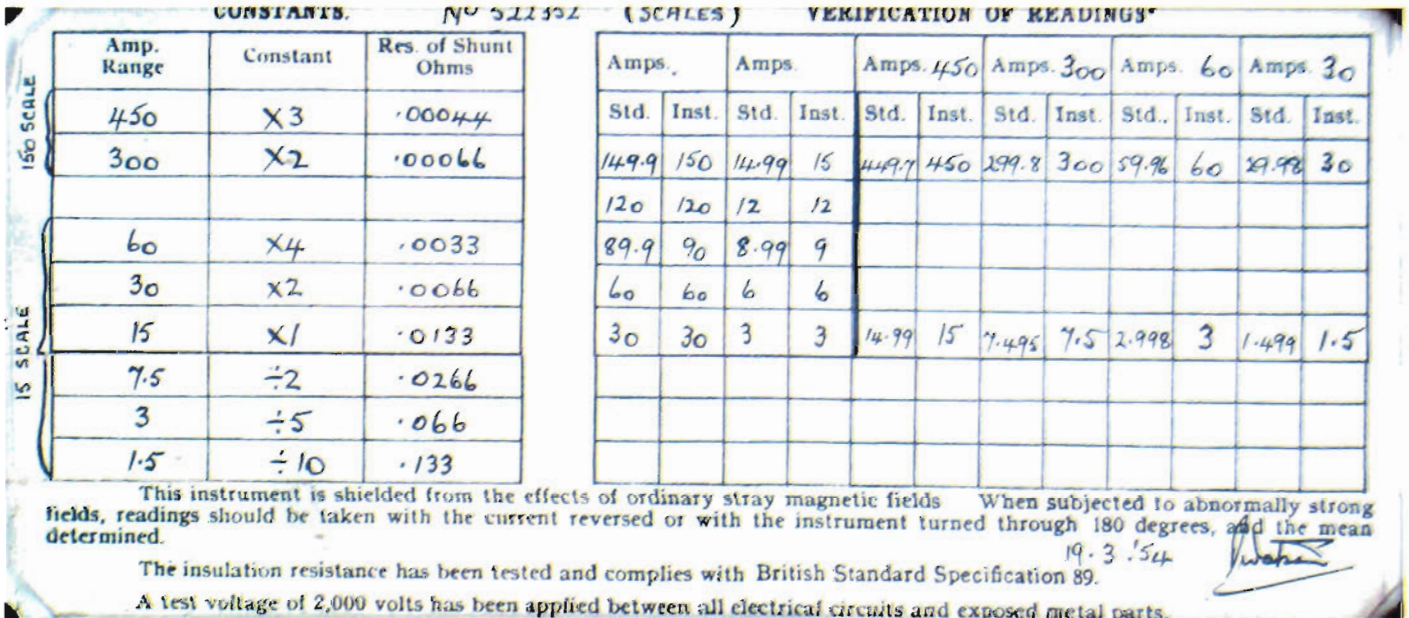 CONSTANTS. No 522352 (SCALES) VERIFICATION OF READINGS.
Amp. Range Constant Res. of Shunt Ohms Amps. Amps. Amps. 450 Amps. 300 Amps. 60 Amps. 30
Std. Inst. Std. Inst. Std. Inst. Std. Inst. Std. Inst. Std. Inst.
150 SCALE
450 X3 .00044
300 X2 .00066 149.9 150 14.99 15 449.7 450 299.8 300 59.96 60 29.98 30
120 120 12 12
15 SCALE
60 X4 .0033 89.9 90 8.99 9
30 X2 .0066 60 60 6 6
15 X1 .0133 30 30 3 3 14.99 15 7.495 7.5 2.998 3 1.499 1.5
7.5 ÷2 .0266
3 ÷5 .066
1.5 ÷10 .133
This instrument is shielded from the effects of ordinary stray magnetic fields When subjected to abnormally strong
fields, readings should be taken with the current reversed or with the instrument turned through 180 degrees, and the mean
determined.
19.3.'54
The insulation resistance has been tested and complies with British Standard Specification 89.
A test voltage of 2,000 volts has been applied between all electrical circuits and exposed metal parts.